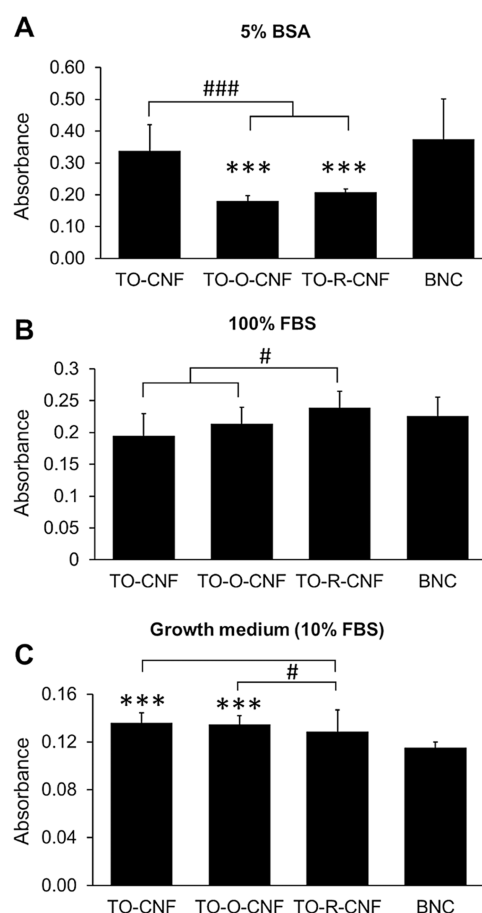 A
5% BSA
0.60
0.50
0.40
0.30
0.20
0.10
0.00
Absorbance
###
*** ***
TO-CNF TO-O-CNF TO-R-CNF BNC
B
100% FBS
0.3
0.25
0.2
0.15
0.1
0.05
0
Absorbance
#
TO-CNF TO-O-CNF TO-R-CNF BNC
C
Growth medium (10% FBS)
0.16
0.12
0.08
0.04
0.00
Absorbance
#
*** ***
TO-CNF TO-O-CNF TO-R-CNF BNC